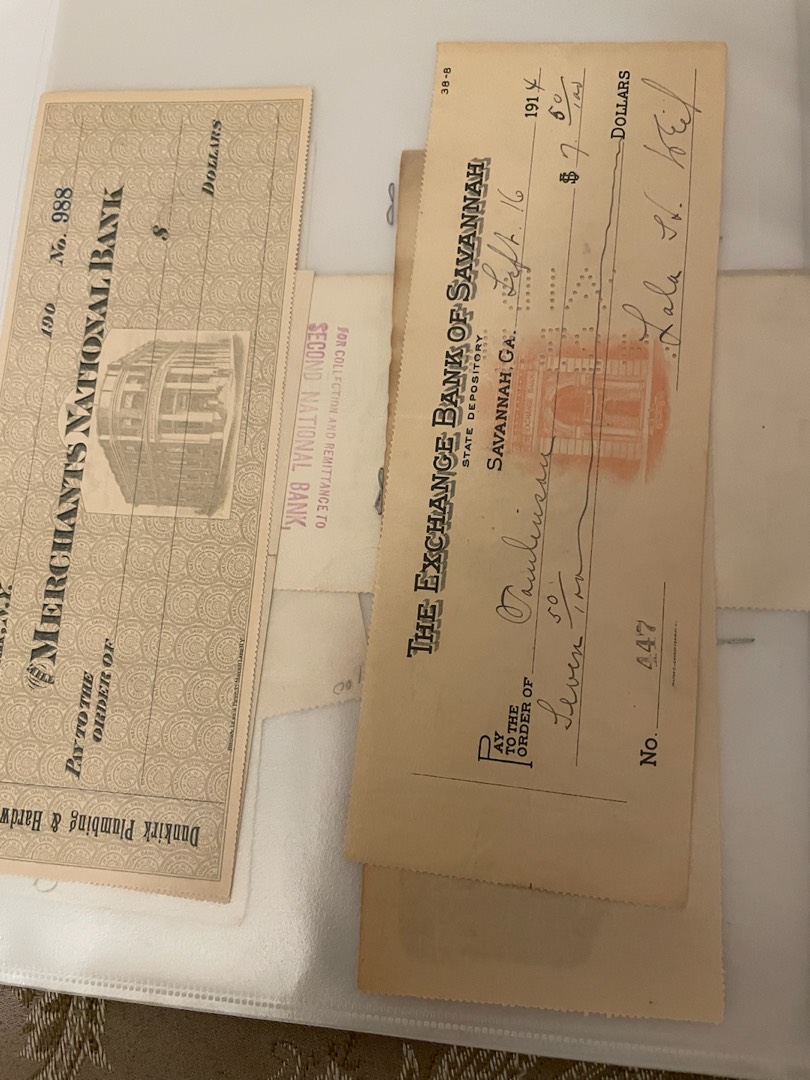 190 No. 988
THE MERCHANTS NATIONAL BANK
PAY TO THE
ORDER OF
$
DOLLARS
Dunkirk Plumbing & Hardw
FOR COLLECTION AND REMITTANCE TO
SECOND NATIONAL BANK,
38-8
THE EXCHANGE BANK OF SAVANNAH
STATE DEPOSITORY
SAVANNAH, GA. Sept. 16 1914
PAY
TO THE
ORDER OF
$ 7 50/100
Seven 50/100 DOLLARS
No. 447